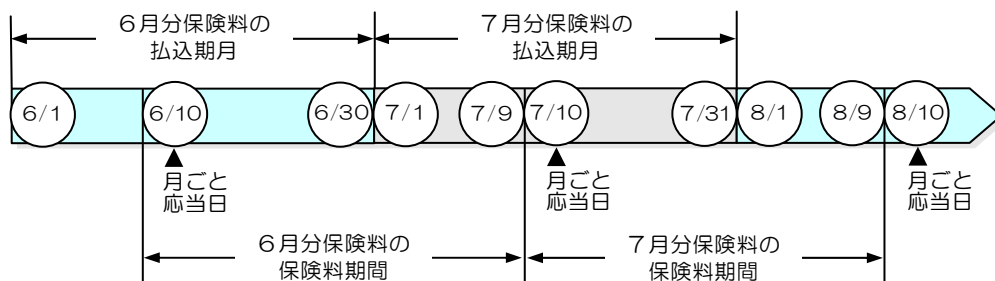 ６月分保険料の
払込期月
７月分保険料の
払込期月
6/1
6/10
6/30
7/1
7/9
7/10
7/31
8/1
8/9
8/10
月ごと
応当日
月ごと
応当日
月ごと
応当日
６月分保険料の
保険料期間
７月分保険料の
保険料期間